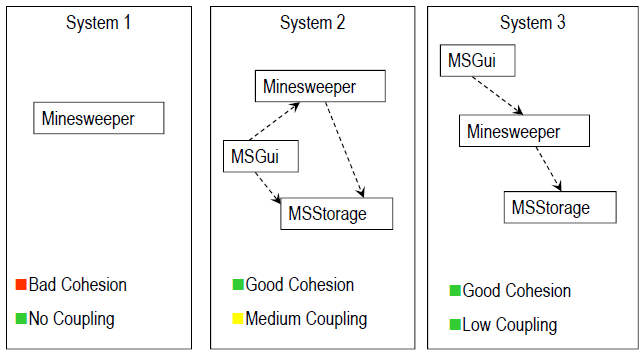 System 1
Minesweeper
Bad Cohesion
No Coupling
System 2
Minesweeper
MSGui
MSStorage
Good Cohesion
Medium Coupling
System 3
MSGui
Minesweeper
MSStorage
Good Cohesion
Low Coupling